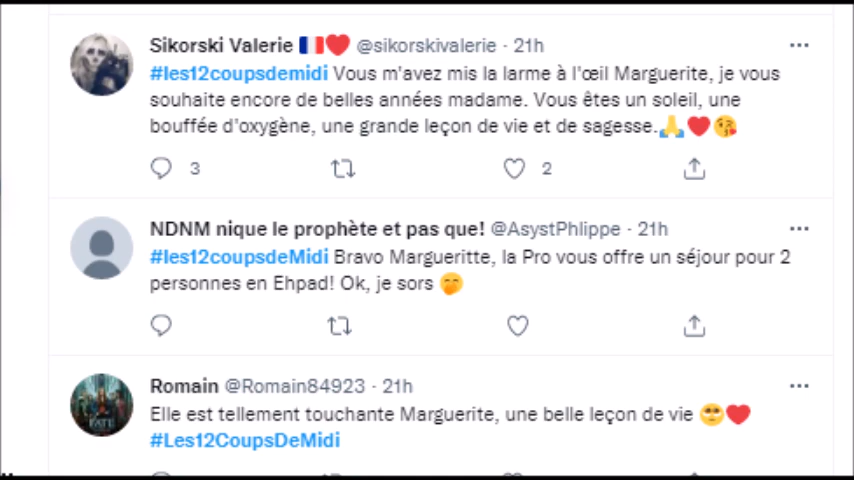 Sikorski Valerie 🇫🇷❤️ @sikorskivalerie · 21h
#les12coupsdemidi Vous m'avez mis la larme à l'œil Marguerite, je vous
souhaite encore de belles années madame. Vous êtes un soleil, une
bouffée d'oxygène, une grande leçon de vie et de sagesse.🙏❤️😘
3 2
NDNM nique le prophète et pas que! @AsystPhlippe · 21h
#les12coupsdeMidi Bravo Margueritte, la Pro vous offre un séjour pour 2
personnes en Ehpad! Ok, je sors 🤭
Romain @Romain84923 · 21h
Elle est tellement touchante Marguerite, une belle leçon de vie 🥺❤️
#Les12CoupsDeMidi